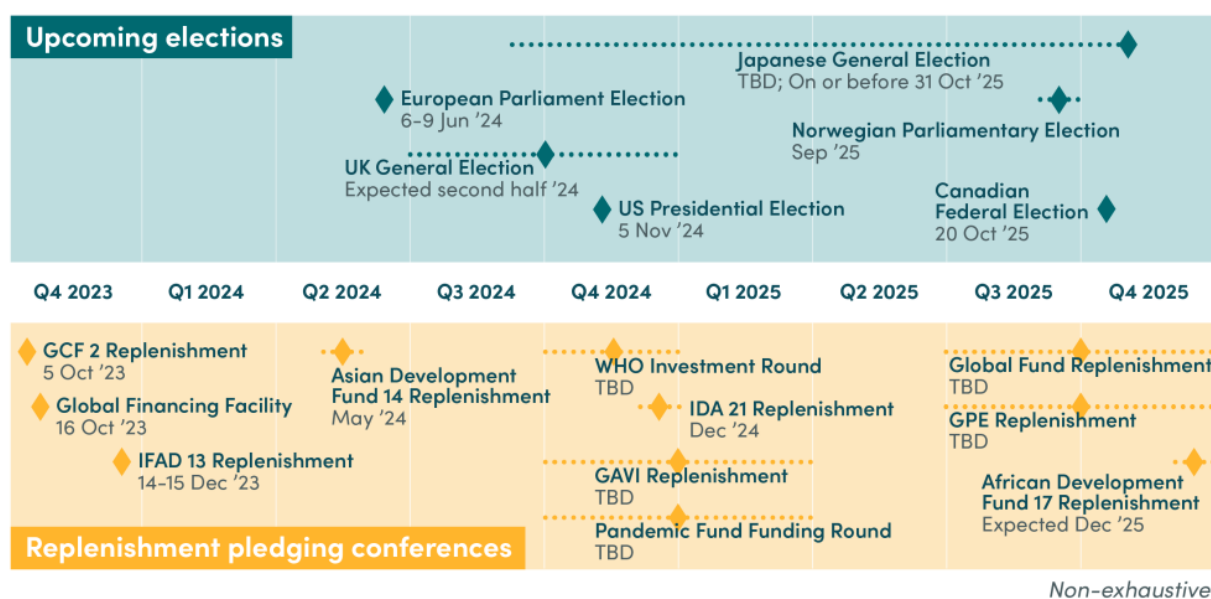 Upcoming elections
Japanese General Election
TBD; On or before 31 Oct ’25
European Parliament Election
6-9 Jun ’24
Norwegian Parliamentary Election
Sep ’25
UK General Election
Expected second half ’24
US Presidential Election
5 Nov ’24
Canadian
Federal Election
20 Oct ’25
Q4 2023 Q1 2024 Q2 2024 Q3 2024 Q4 2024 Q1 2025 Q2 2025 Q3 2025 Q4 2025
GCF 2 Replenishment
5 Oct ’23
Global Financing Facility
16 Oct ’23
IFAD 13 Replenishment
14-15 Dec ’23
Asian Development
Fund 14 Replenishment
May ’24
WHO Investment Round
TBD
IDA 21 Replenishment
Dec ’24
GAVI Replenishment
TBD
Pandemic Fund Funding Round
TBD
Global Fund Replenishment
TBD
GPE Replenishment
TBD
African Development
Fund 17 Replenishment
Expected Dec ’25
Replenishment pledging conferences
Non-exhaustive